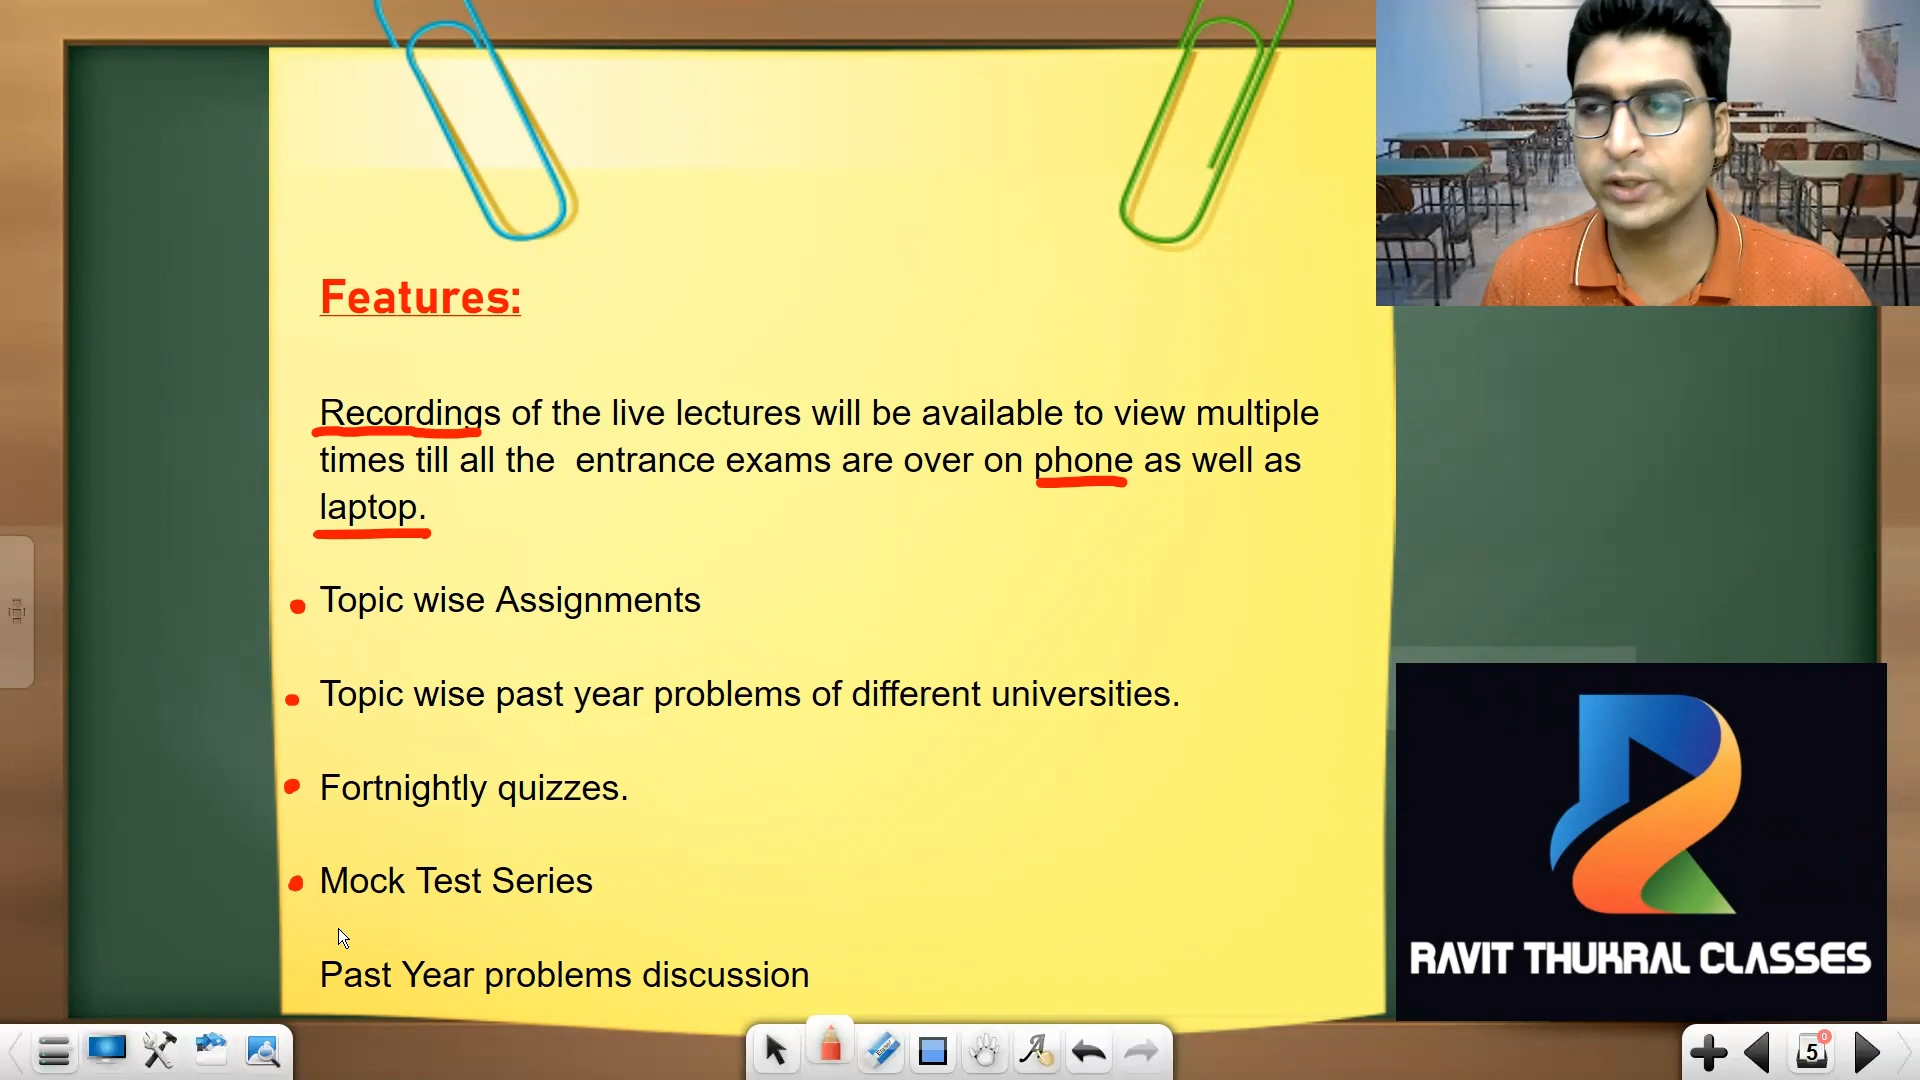 Features:
Recordings of the live lectures will be available to view multiple
times till all the entrance exams are over on phone as well as
laptop.
Topic wise Assignments
Topic wise past year problems of different universities.
Fortnightly quizzes.
Mock Test Series
Past Year problems discussion
RAVIT THUKRAL CLASSES
5
0